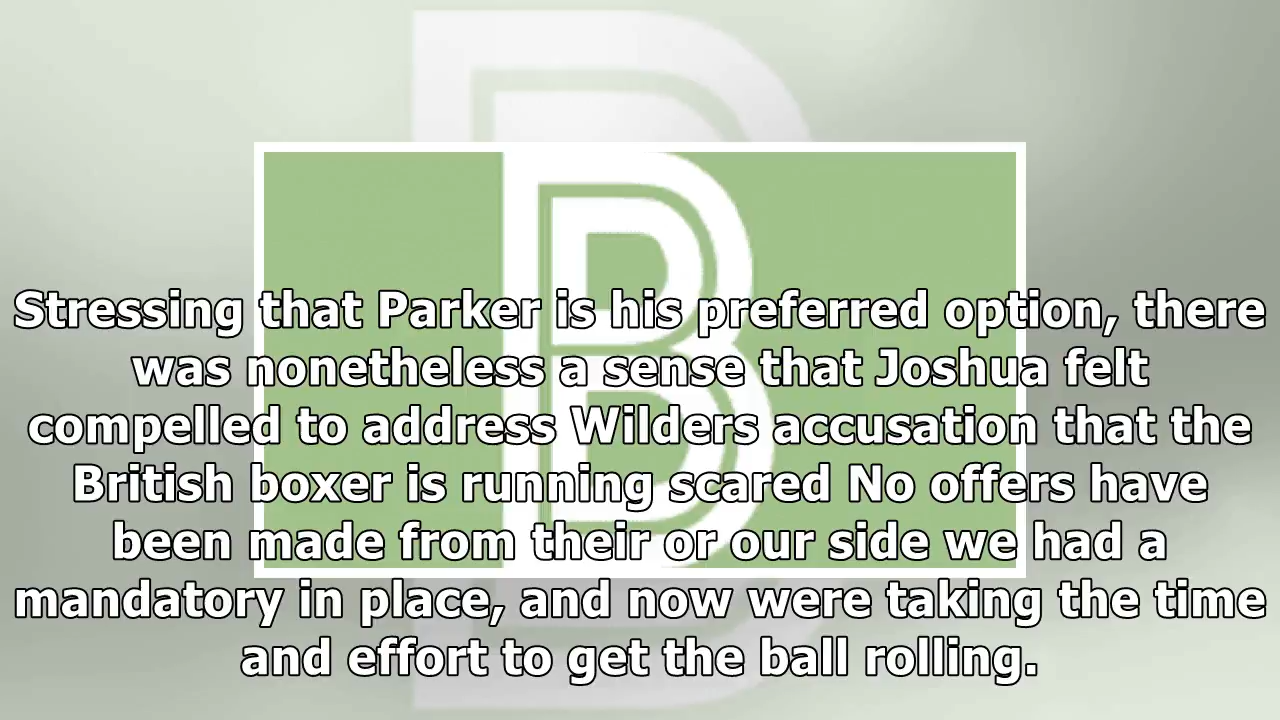 Stressing that Parker is his preferred option, there
was nonetheless a sense that Joshua felt
compelled to address Wilders accusation that the
British boxer is running scared No offers have
been made from their or our side we had a
mandatory in place, and now were taking the time
and effort to get the ball rolling.